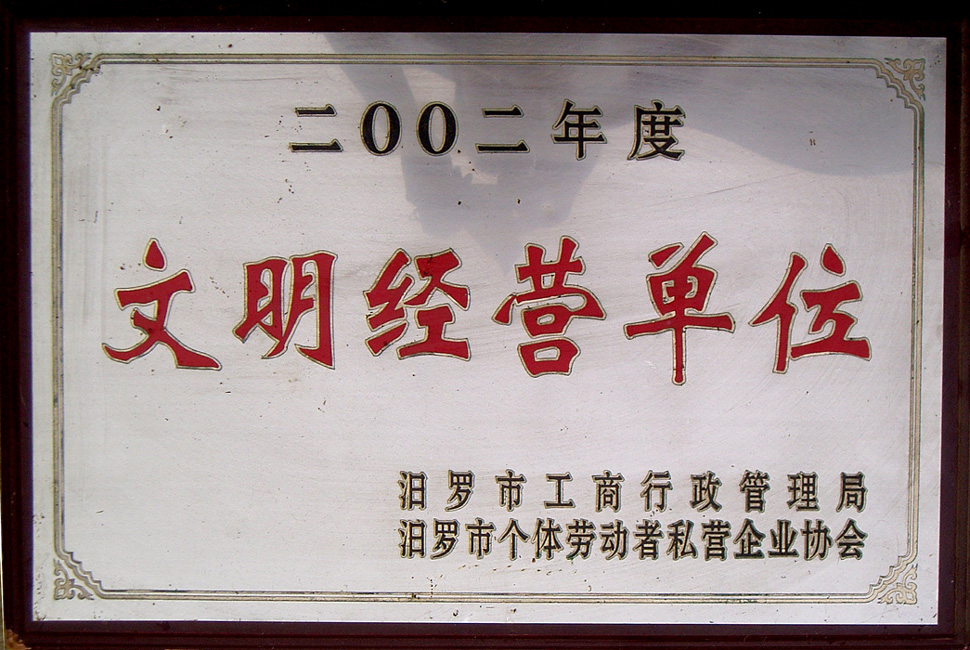 二00二年度
文明经营单位
汨罗市工商行政管理局
汨罗市个体劳动者私营企业协会